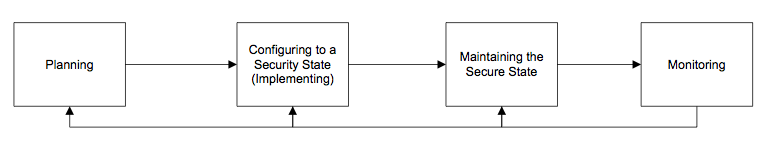 Planning
Configuring to a
Security State
(Implementing)
Maintaining the
Secure State
Monitoring